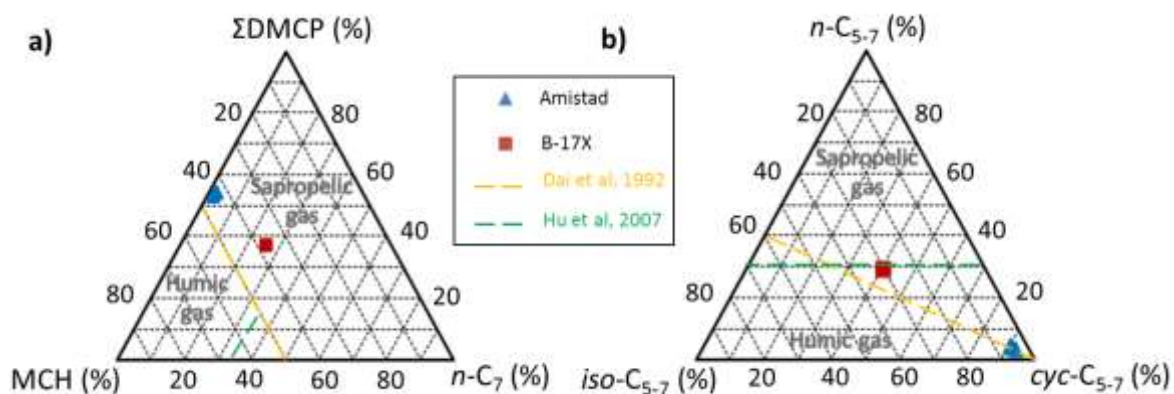 a)
ΣDMCP (%)
20
80
40
60
Sapropelic
gas
60
40
Humic
gas
80
20
MCH (%)
20
40
60
80
n-C₇ (%)
Amistad
B-17X
Dai et al, 1992
Hu et al, 2007
b)
n-C₅₋₇ (%)
20
80
Sapropelic
gas
40
60
60
40
80
20
Humic gas
iso-C₅₋₇ (%)
20
40
60
80
cyc-C₅₋₇ (%)